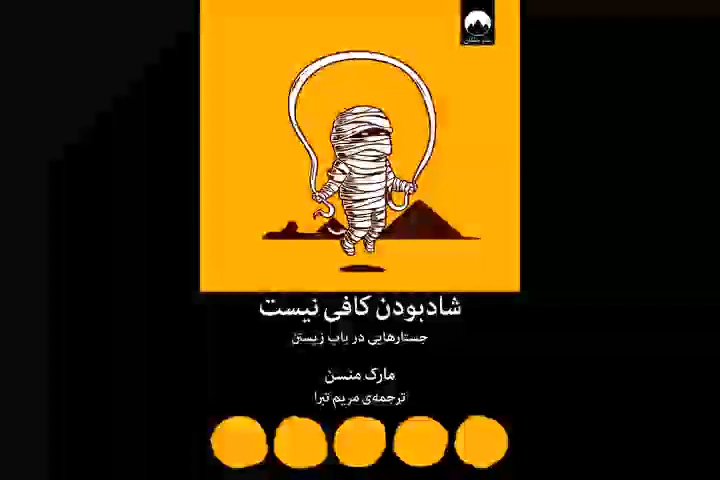 شادبودن کافی نیست
جستارهایی در باب زیستن
مارک منسن
ترجمه‌ی مریم تبرا